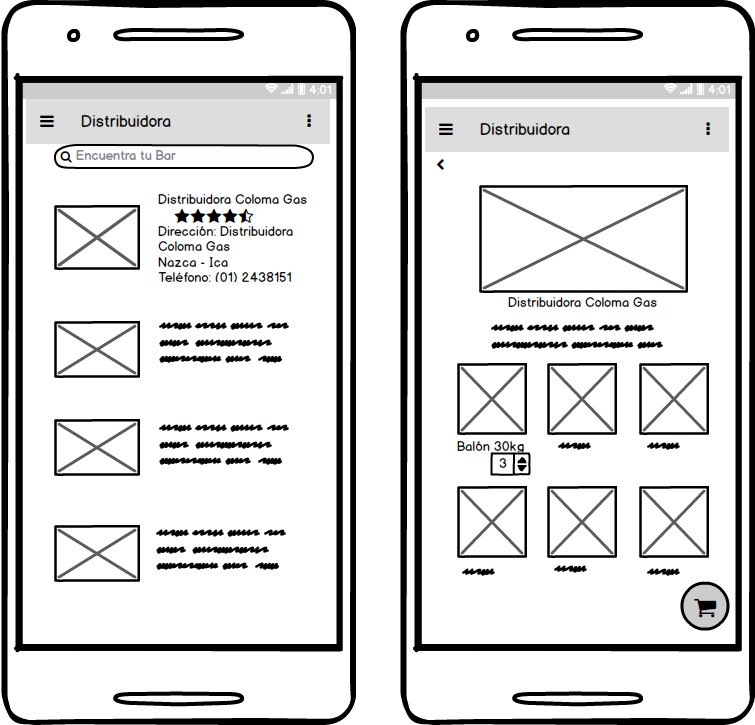 4:01
Distribuidora
Encuentra tu Bar
Distribuidora Coloma Gas
Dirección: Distribuidora
Coloma Gas
Nazca - Ica
Teléfono: (01) 2438151
4:01
Distribuidora
Distribuidora Coloma Gas
Balón 30kg
3